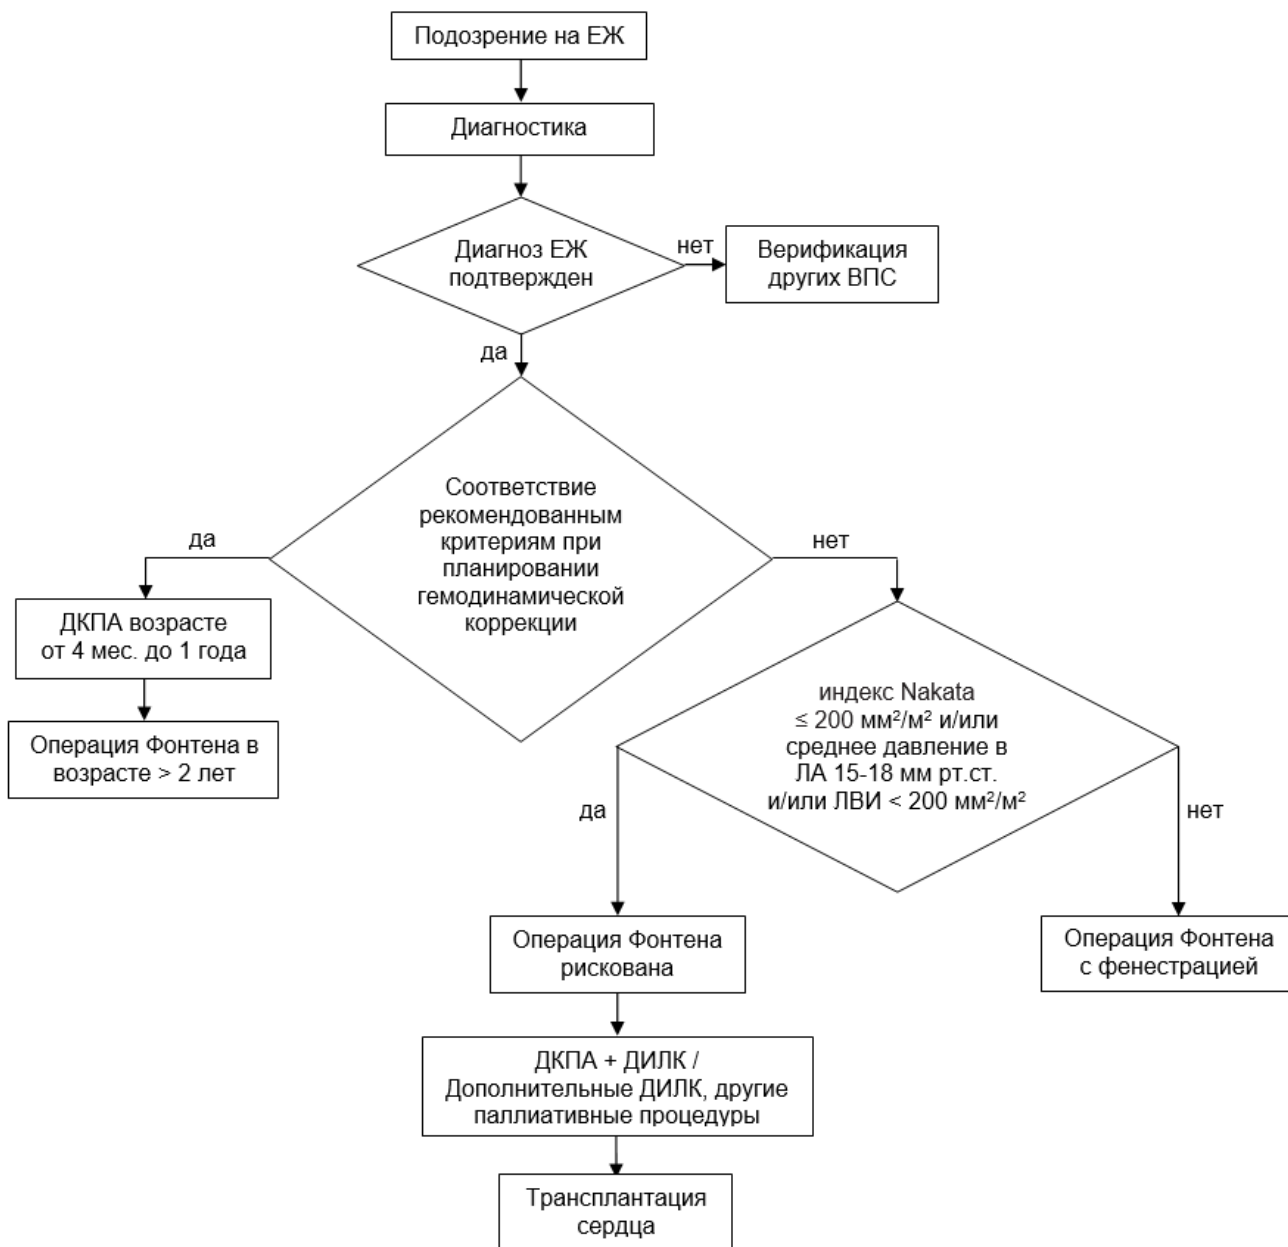 Подозрение на ЕЖ
Диагностика
Диагноз ЕЖ
подтвержден
нет
Верификация
других ВПС
да
Соответствие
рекомендованным
критериям при
планировании
гемодинамической
коррекции
да
нет
ДКПА возрасте
от 4 мес. до 1 года
Операция Фонтена в
возрасте > 2 лет
индекс Nakata
≤ 200 мм²/м² и/или
среднее давление в
ЛА 15-18 мм рт.ст.
и/или ЛВИ < 200 мм²/м²
да
нет
Операция Фонтена
рискована
Операция Фонтена
с фенестрацией
ДКПА + ДИЛК /
Дополнительные ДИЛК, другие
паллиативные процедуры
Трансплантация
сердца